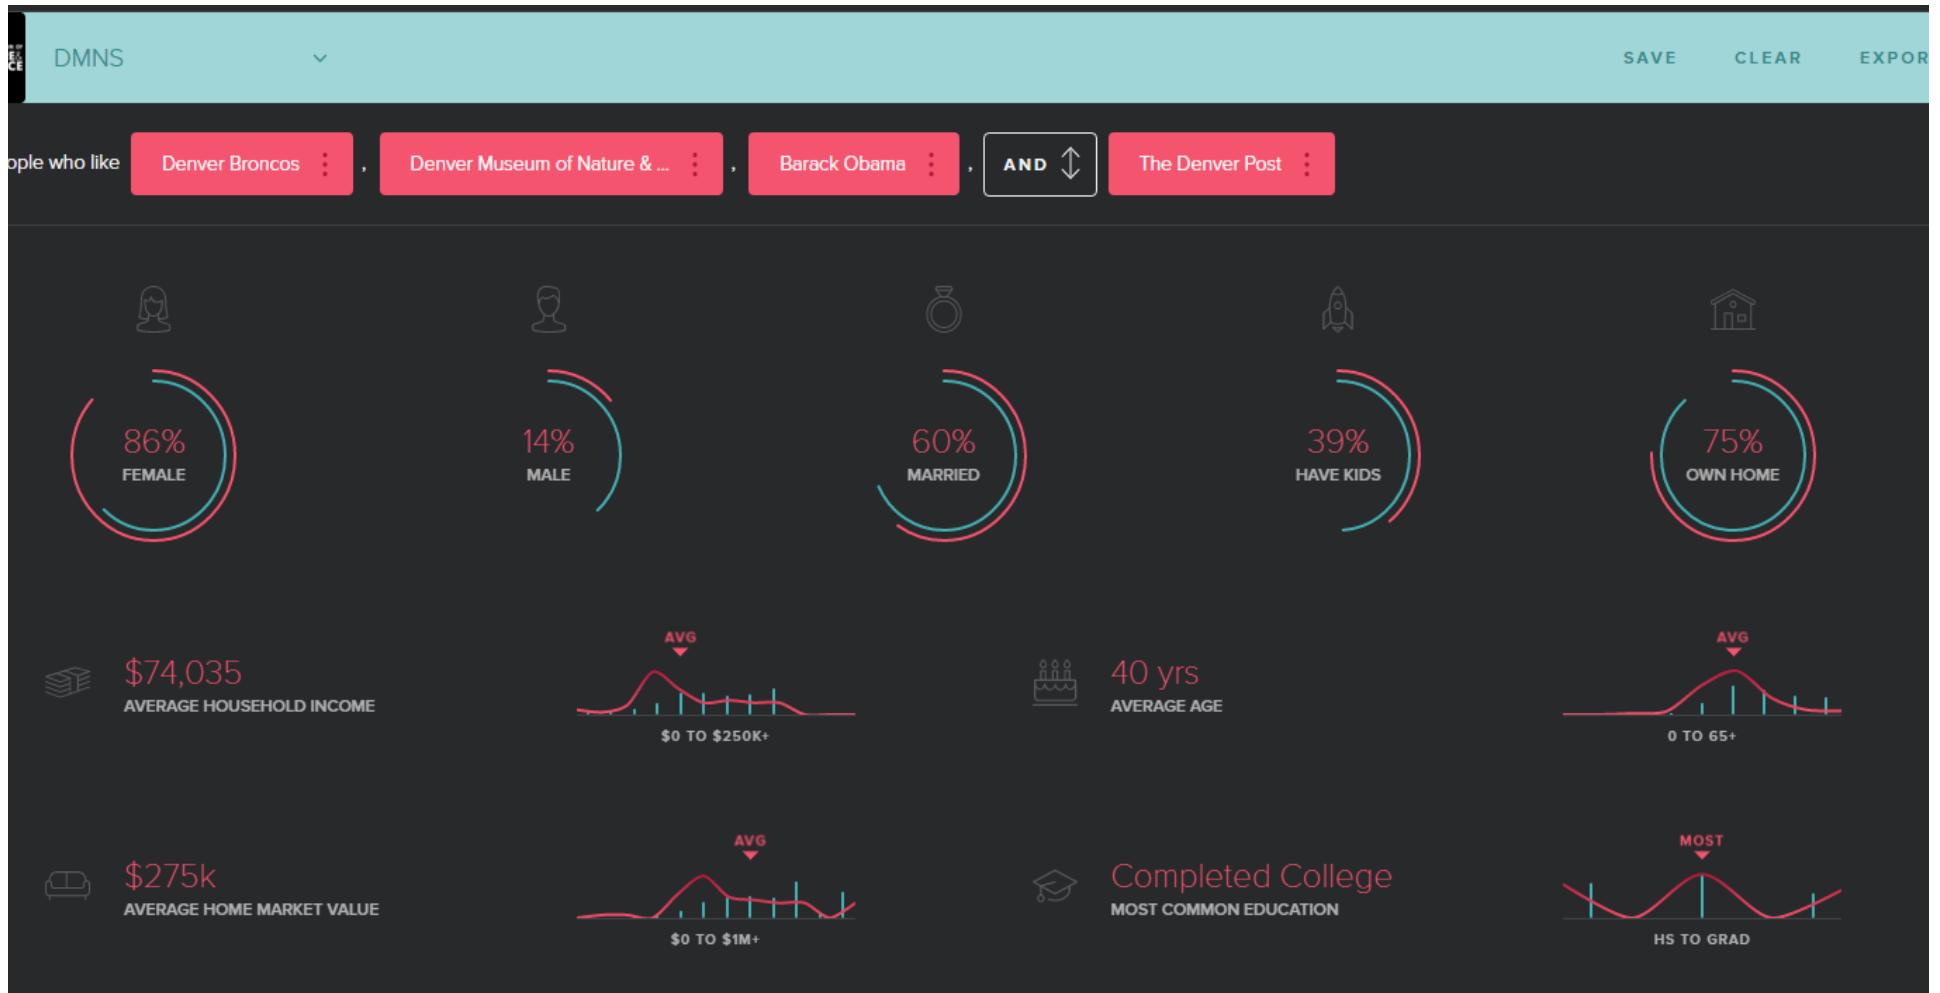 DMNS
SAVE CLEAR EXPOR
ople who like Denver Broncos , Denver Museum of Nature & ... , Barack Obama , AND The Denver Post
86% 14% 60% 39% 75%
FEMALE MALE MARRIED HAVE KIDS OWN HOME
$74,035
AVERAGE HOUSEHOLD INCOME
AVG
$0 TO $250K+
40 yrs
AVERAGE AGE
AVG
0 TO 65+
$275k
AVERAGE HOME MARKET VALUE
AVG
$0 TO $1M+
Completed College
MOST COMMON EDUCATION
MOST
HS TO GRAD